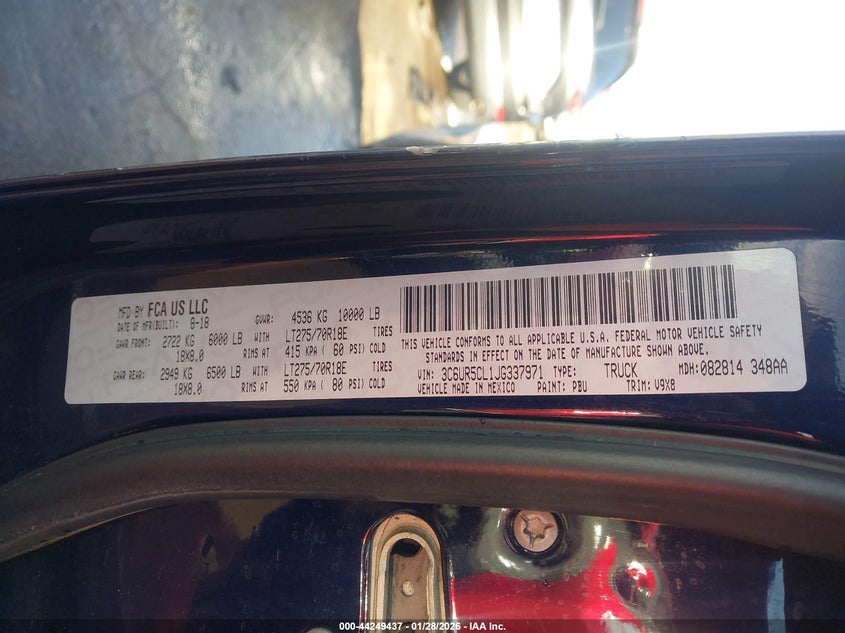 MFD BY FCA US LLC
DATE OF MFR(BUILT): 8-18 GVWR: 4536 KG 10000 LB
GAWR FRONT: 2722 KG 6000 LB WITH LT275/70R18E TIRES
18X8.0 RIMS AT 415 KPA ( 60 PSI) COLD
GAWR REAR: 2949 KG 6500 LB WITH LT275/70R18E TIRES
18X8.0 RIMS AT 550 KPA ( 80 PSI) COLD
THIS VEHICLE CONFORMS TO ALL APPLICABLE U.S.A. FEDERAL MOTOR VEHICLE SAFETY
STANDARDS IN EFFECT ON THE DATE OF MANUFACTURE SHOWN ABOVE.
VIN: 3C6UR5CL1JG337971 TYPE: TRUCK MDH: 082814 348AA
VEHICLE MADE IN MEXICO PAINT: PBU TRIM: V9X8
000-44249437 - 01/28/2026 - IAA Inc.